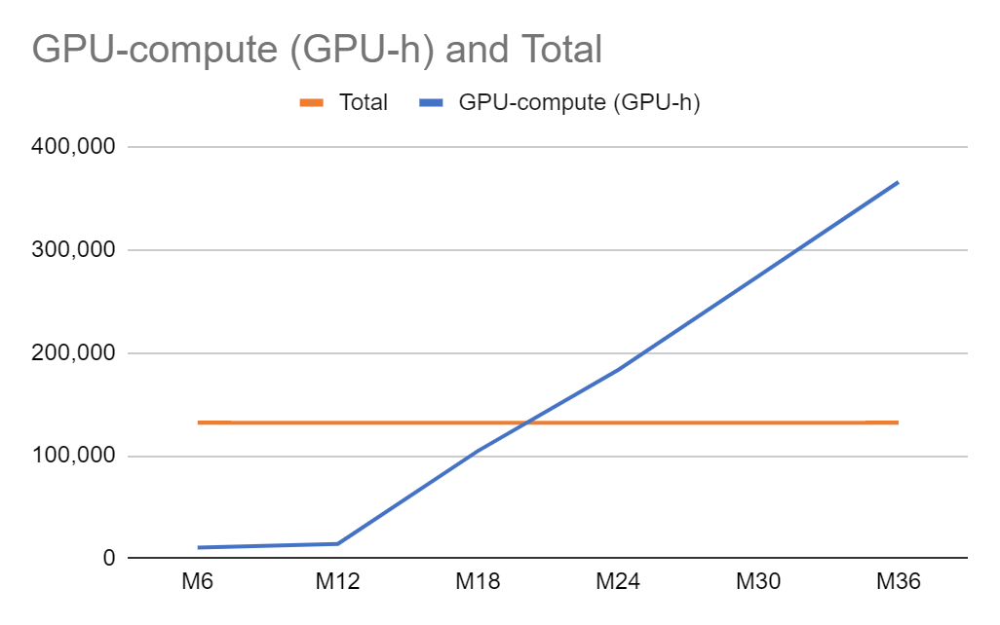 GPU-compute (GPU-h) and Total
Total GPU-compute (GPU-h)
400,000
300,000
200,000
100,000
0
M6 M12 M18 M24 M30 M36